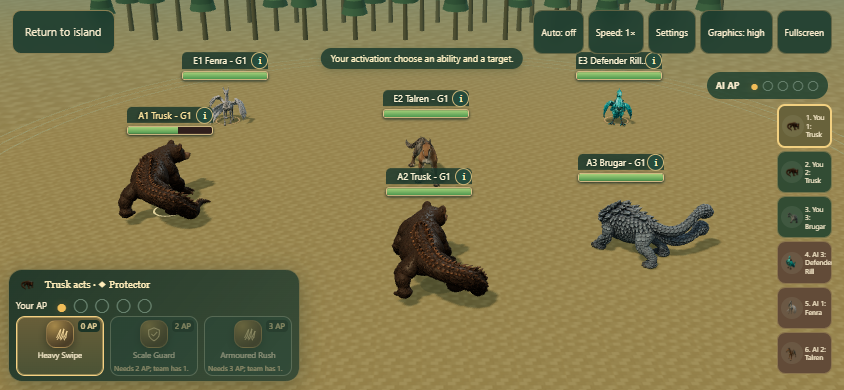 Return to island
Auto: off
Speed: 1×
Settings
Graphics: high
Fullscreen
Your activation: choose an ability and a target.
E1 Fenra - G1 i
E3 Defender Rill... i
AI AP
E2 Talren - G1 i
A1 Trusk - G1 i
A3 Brugar - G1 i
A2 Trusk - G1 i
1. You
1:
Trusk
2. You
2:
Trusk
3. You
3:
Brugar
4. AI 3:
Defender
Rill
5. AI 1:
Fenra
6. AI 2:
Talren
Trusk acts · ◆ Protector
Your AP
0 AP
Heavy Swipe
2 AP
Scale Guard
Needs 2 AP; team has 1.
3 AP
Armoured Rush
Needs 3 AP; team has 1.